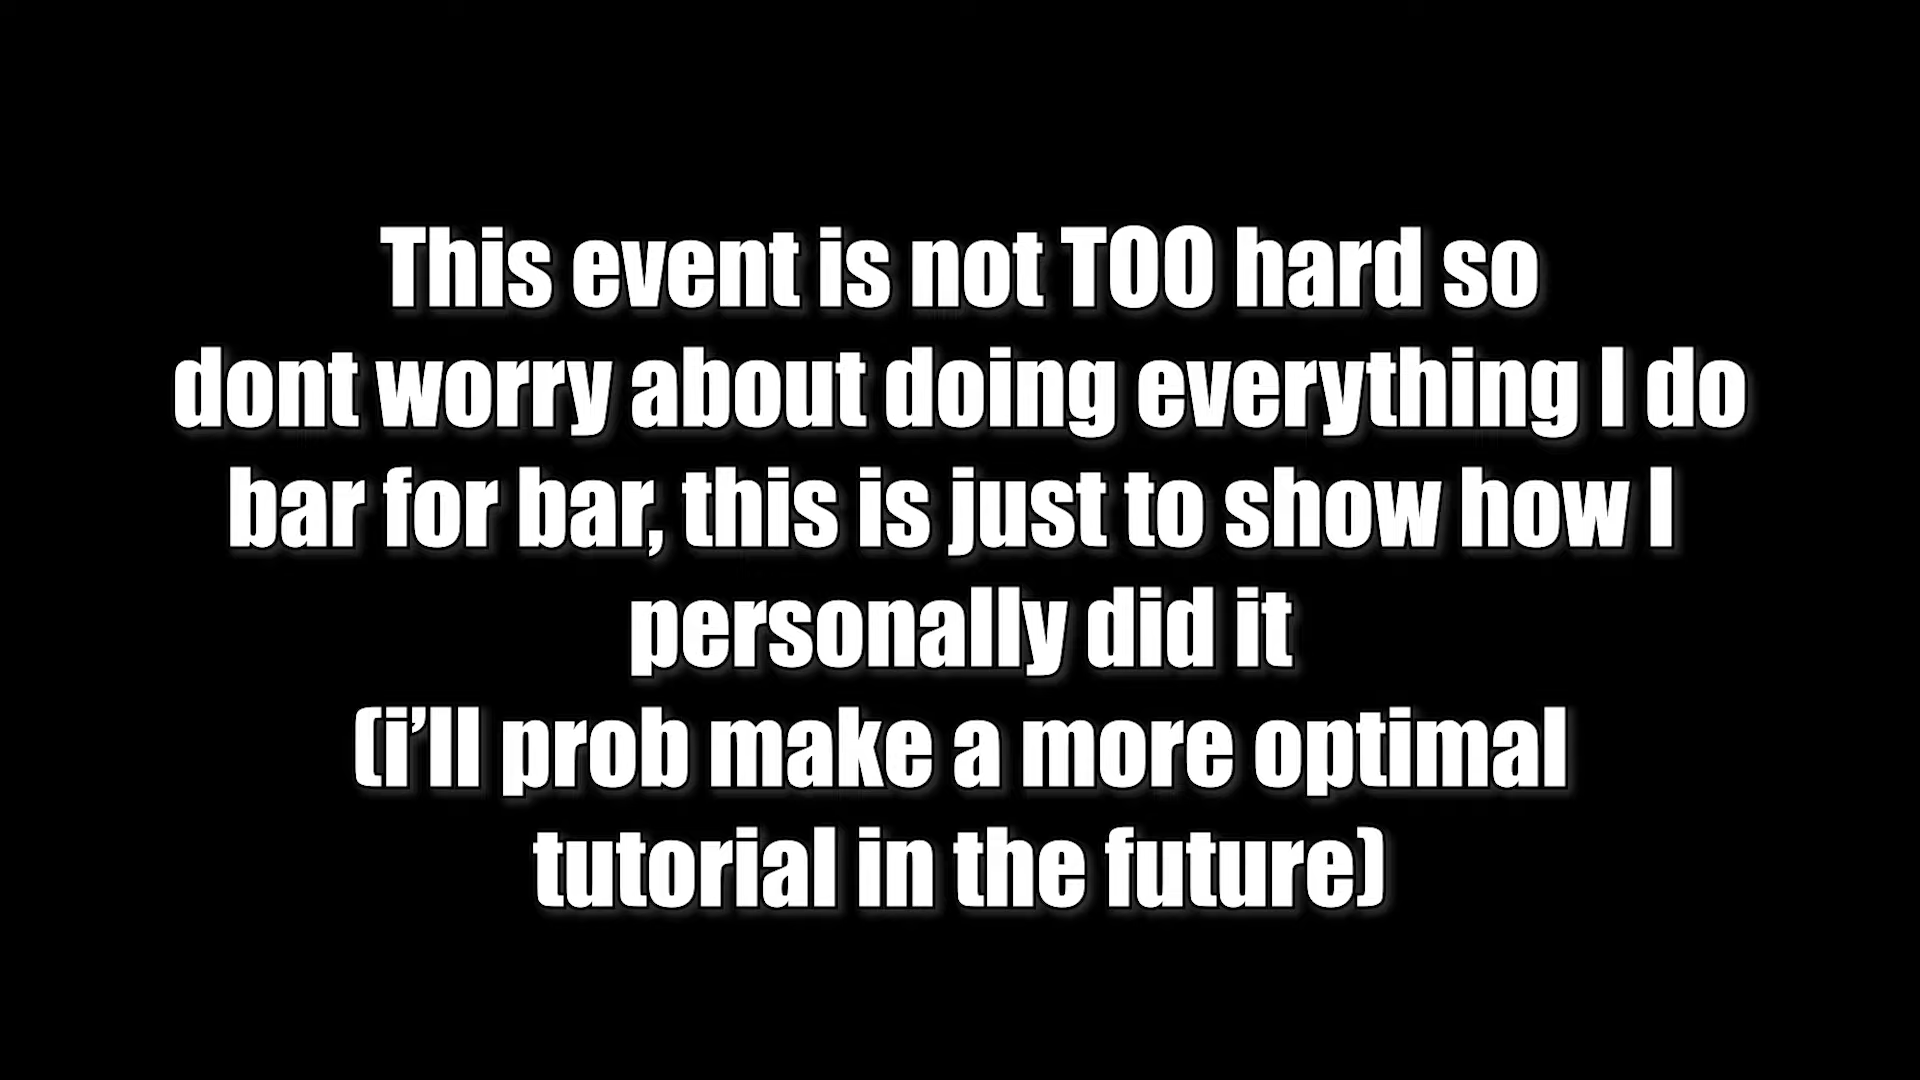 This event is not TOO hard so
dont worry about doing everything I do
bar for bar, this is just to show how I
personally did it
(i’ll prob make a more optimal
tutorial in the future)